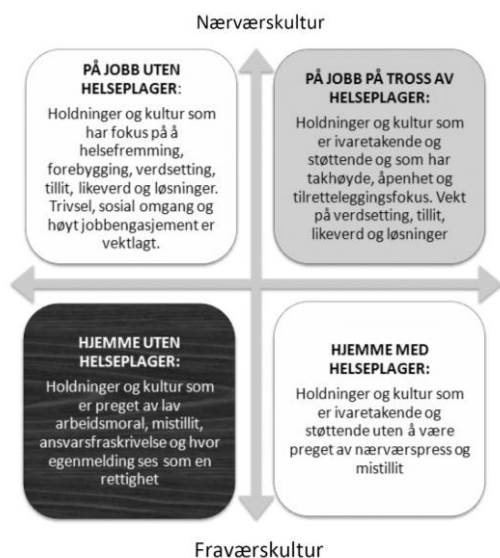 Nærværskultur
PÅ JOBB UTEN
HELSEPLAGER:
Holdninger og kultur som
har fokus på å
helsefremming,
forebygging, verdsetting,
tillit, likeverd og løsninger.
Trivsel, sosial omgang og
høyt jobbengasjement er
vektlagt.
PÅ JOBB PÅ TROSS AV
HELSEPLAGER:
Holdninger og kultur som
er ivaretakende og
støttende og som har
takhøyde, åpenhet og
tilretteleggingsfokus. Vekt
på verdsetting, tillit,
likeverd og løsninger
HJEMME UTEN
HELSEPLAGER:
Holdninger og kultur som
er preget av lav
arbeidsmoral, mistillit,
ansvarsfraskrivelse og hvor
egenmelding ses som en
rettighet
HJEMME MED
HELSEPLAGER:
Holdninger og kultur som
er ivaretakende og
støttende uten å være
preget av nærværspress og
mistillit
Fraværskultur